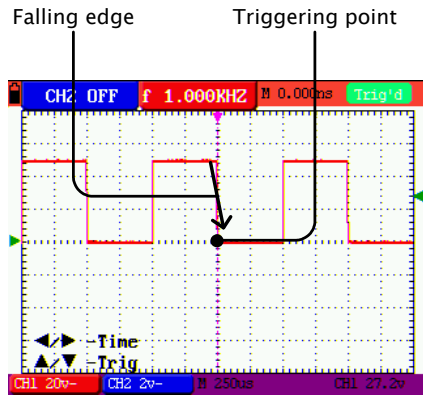 Falling edge Triggering point
CH2 OFF f 1.000KHZ M 0.000ns Trig'd
◀/▶ -Time
▲/▼ -Trig
CH1 20v- CH2 2v- M 250us CH1 27.2v